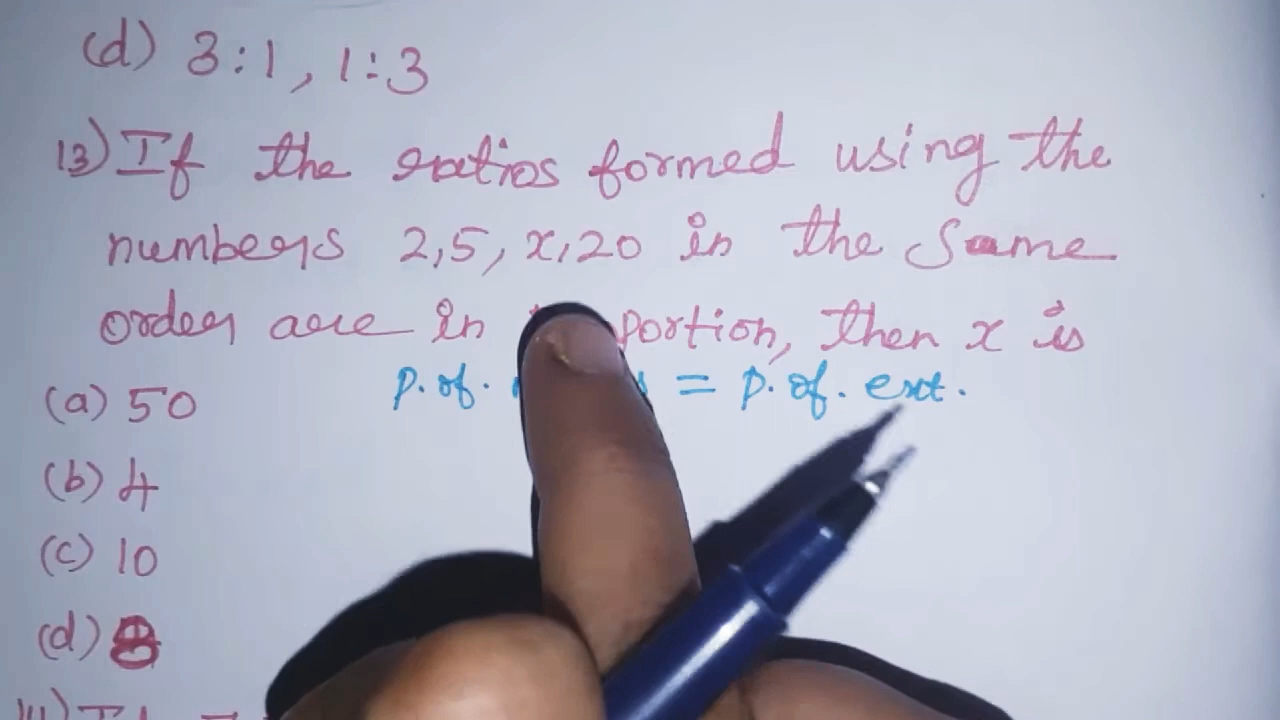 (d) 3:1, 1:3
13) If the ratios formed using the
numbers 2,5, x,20 in the same
order are in portion, then x is
p. of. = p. of. ext.
(a) 50
(b) 4
(c) 10
(d) 8